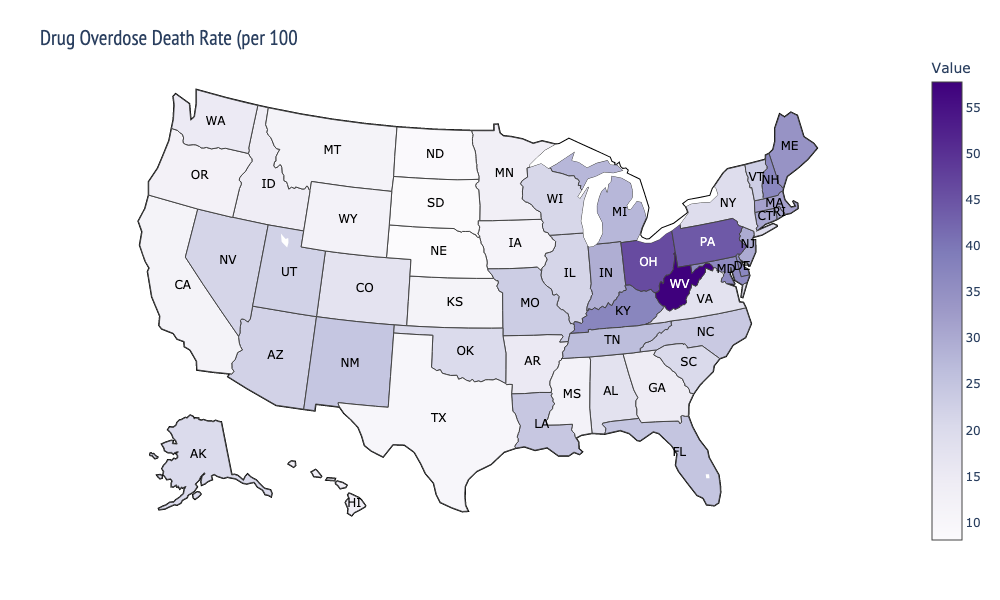 Drug Overdose Death Rate (per 100
Value
55
50
45
40
35
30
25
20
15
10
WA
OR
CA
ID
NV
MT
WY
UT
AZ
CO
NM
ND
SD
NE
KS
OK
TX
MN
IA
MO
AR
LA
WI
IL
MS
MI
IN
KY
TN
AL
OH
WV
GA
FL
SC
NC
VA
PA
NY
MD
DE
NJ
VT
NH
ME
MA
CT
RI
AK
HI